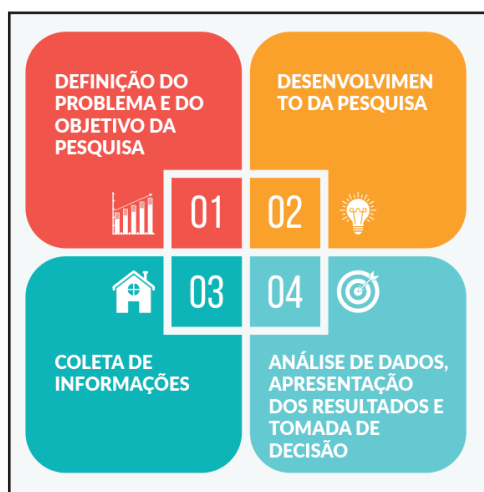 DEFINIÇÃO DO
PROBLEMA E DO
OBJETIVO DA
PESQUISA
01
DESENVOLVIMEN
TO DA PESQUISA
02
03
COLETA DE
INFORMAÇÕES
04
ANÁLISE DE DADOS,
APRESENTAÇÃO
DOS RESULTADOS E
TOMADA DE
DECISÃO